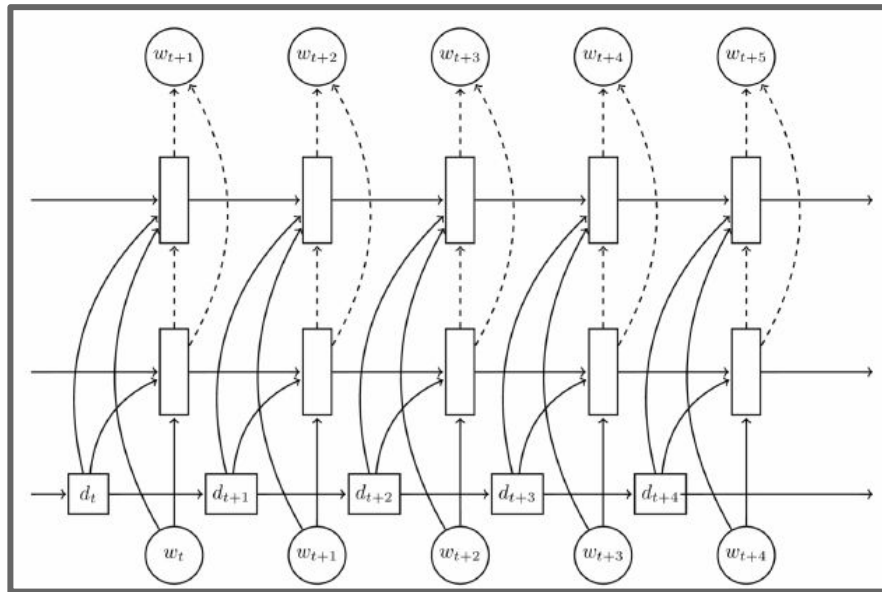 w_{t+1} w_{t+2} w_{t+3} w_{t+4} w_{t+5}
d_t d_{t+1} d_{t+2} d_{t+3} d_{t+4}
w_t w_{t+1} w_{t+2} w_{t+3} w_{t+4}